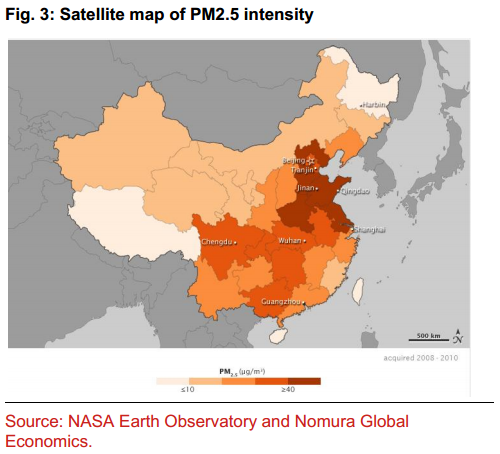 Fig. 3: Satellite map of PM2.5 intensity
Harbin
Beijing
Tianjin
Jinan
Qingdao
Shanghai
Chengdu
Wuhan
Guangzhou
500 km
N
acquired 2008 - 2010
PM2.5 (µg/m³)
≤10
≥40
Source: NASA Earth Observatory and Nomura Global
Economics.